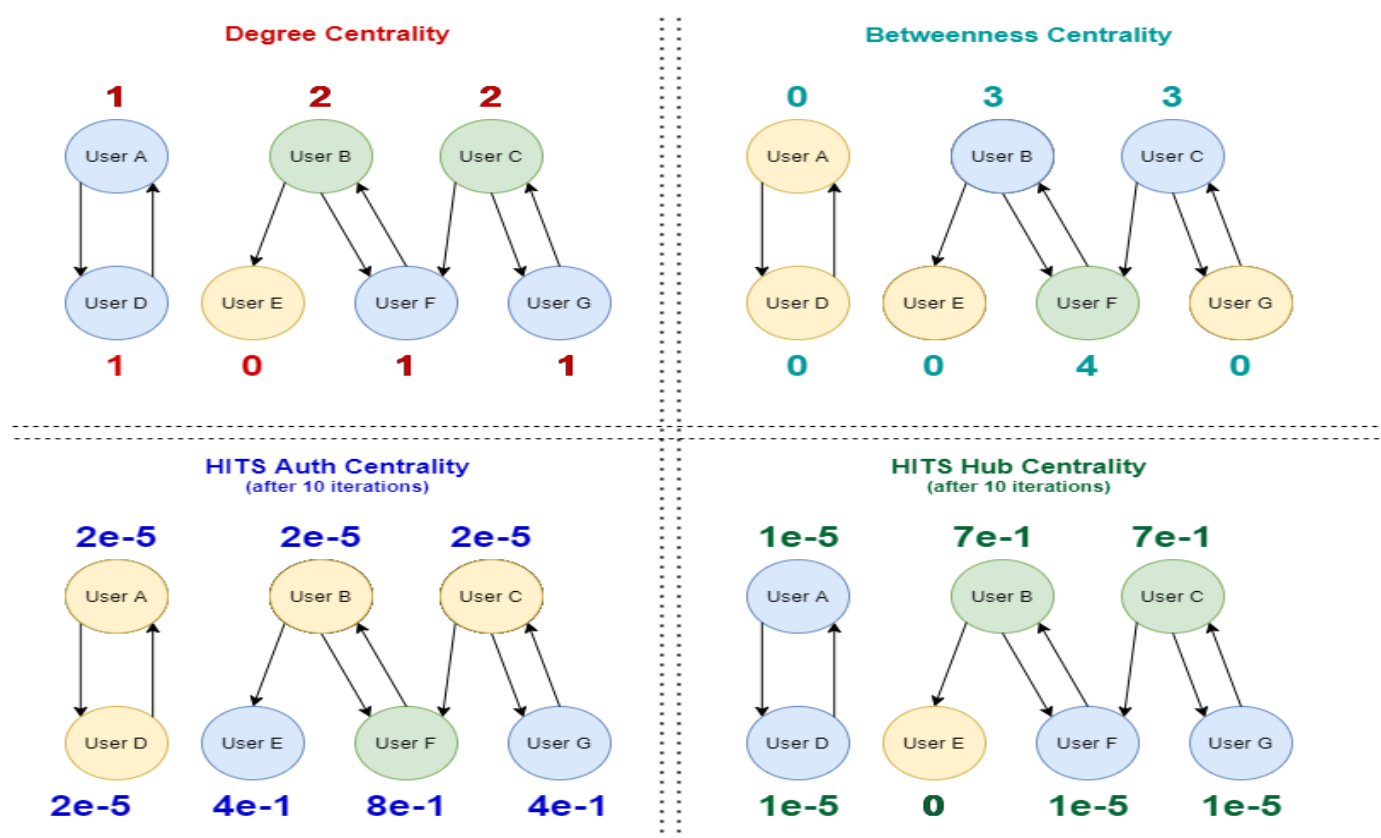 Degree Centrality
1 2 2
User A User B User C
User D User E User F User G
1 0 1 1
Betweenness Centrality
0 3 3
User A User B User C
User D User E User F User G
0 0 4 0
HITS Auth Centrality
(after 10 iterations)
2e-5 2e-5 2e-5
User A User B User C
User D User E User F User G
2e-5 4e-1 8e-1 4e-1
HITS Hub Centrality
(after 10 iterations)
1e-5 7e-1 7e-1
User A User B User C
User D User E User F User G
1e-5 0 1e-5 1e-5